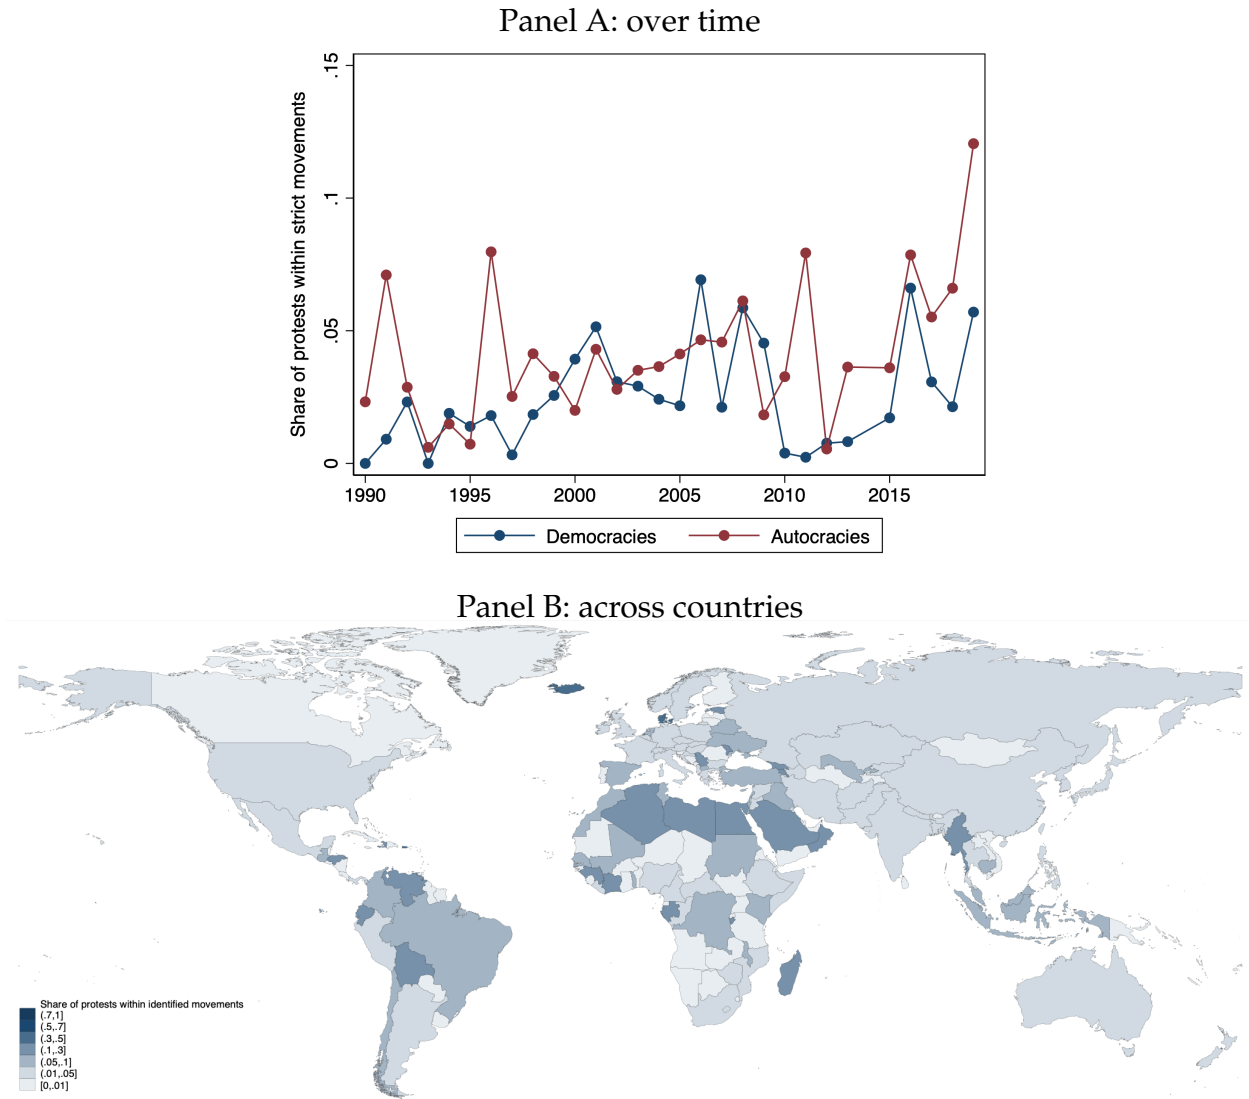 Panel A: over time
Share of protests within strict movements
.15
.1
.05
0
1990 1995 2000 2005 2010 2015
Democracies Autocracies
Panel B: across countries
Share of protests within identified movements
(.7,1]
(.5,.7]
(.3,.5]
(.1,.3]
(.05,.1]
(.01,.05]
[0,.01]